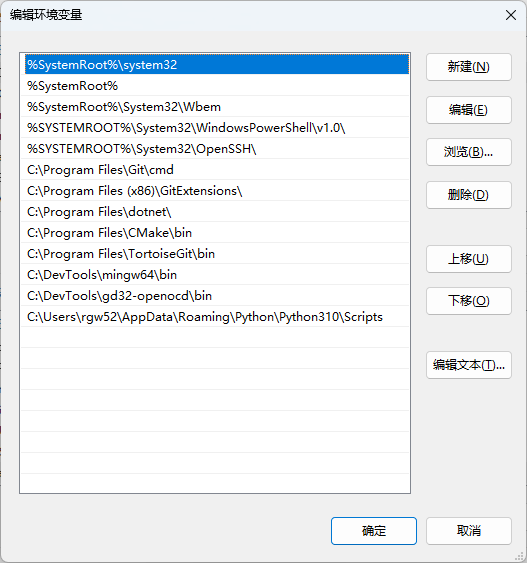 编辑环境变量
%SystemRoot%\system32
%SystemRoot%
%SystemRoot%\System32\Wbem
%SYSTEMROOT%\System32\WindowsPowerShell\v1.0\
%SYSTEMROOT%\System32\OpenSSH\
C:\Program Files\Git\cmd
C:\Program Files (x86)\GitExtensions\
C:\Program Files\dotnet\
C:\Program Files\CMake\bin
C:\Program Files\TortoiseGit\bin
C:\DevTools\mingw64\bin
C:\DevTools\gd32-openocd\bin
C:\Users\rgw52\AppData\Roaming\Python\Python310\Scripts
新建(N)
编辑(E)
浏览(B)...
删除(D)
上移(U)
下移(O)
编辑文本(T)...
确定
取消